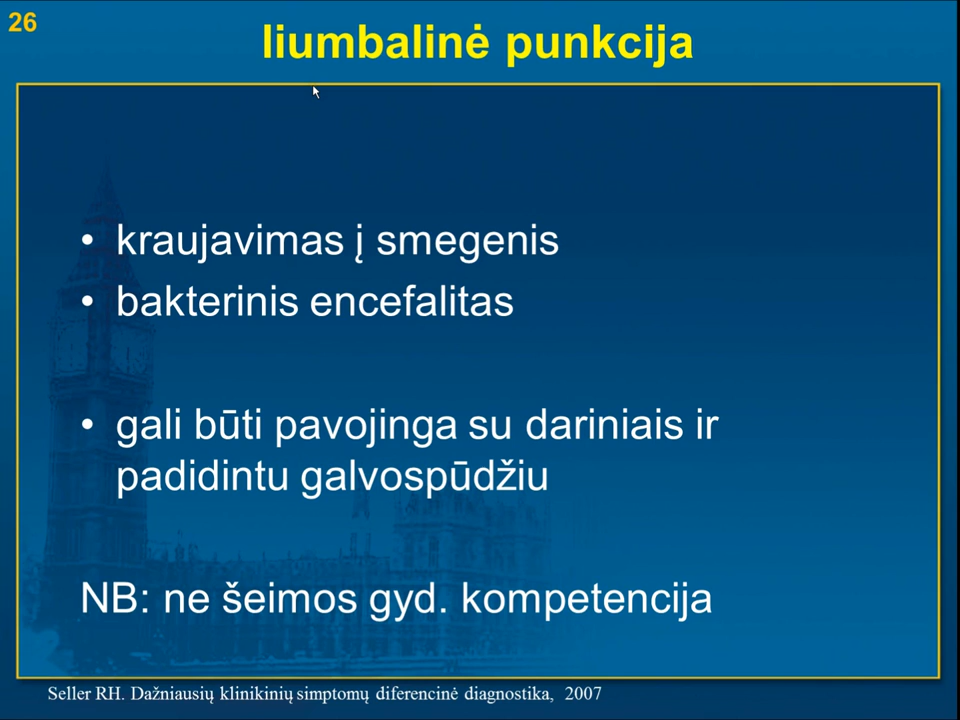 26
liumbalinė punkcija
• kraujavimas į smegenis
• bakterinis encefalitas
• gali būti pavojinga su dariniais ir
padidintu galvospūdžiu
NB: ne šeimos gyd. kompetencija
Seller RH. Dažniausių klinikinių simptomų diferencinė diagnostika, 2007